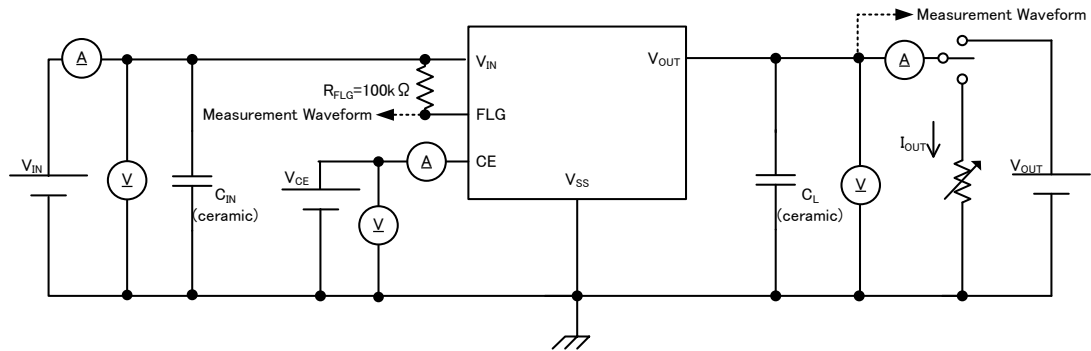 Measurement Waveform
A
A
VIN
VOUT
RFLG=100kΩ
Measurement Waveform
FLG
CE
A
IOUT
VIN
V
CIN
(ceramic)
VCE
V
VSS
CL
(ceramic)
V
VOUT